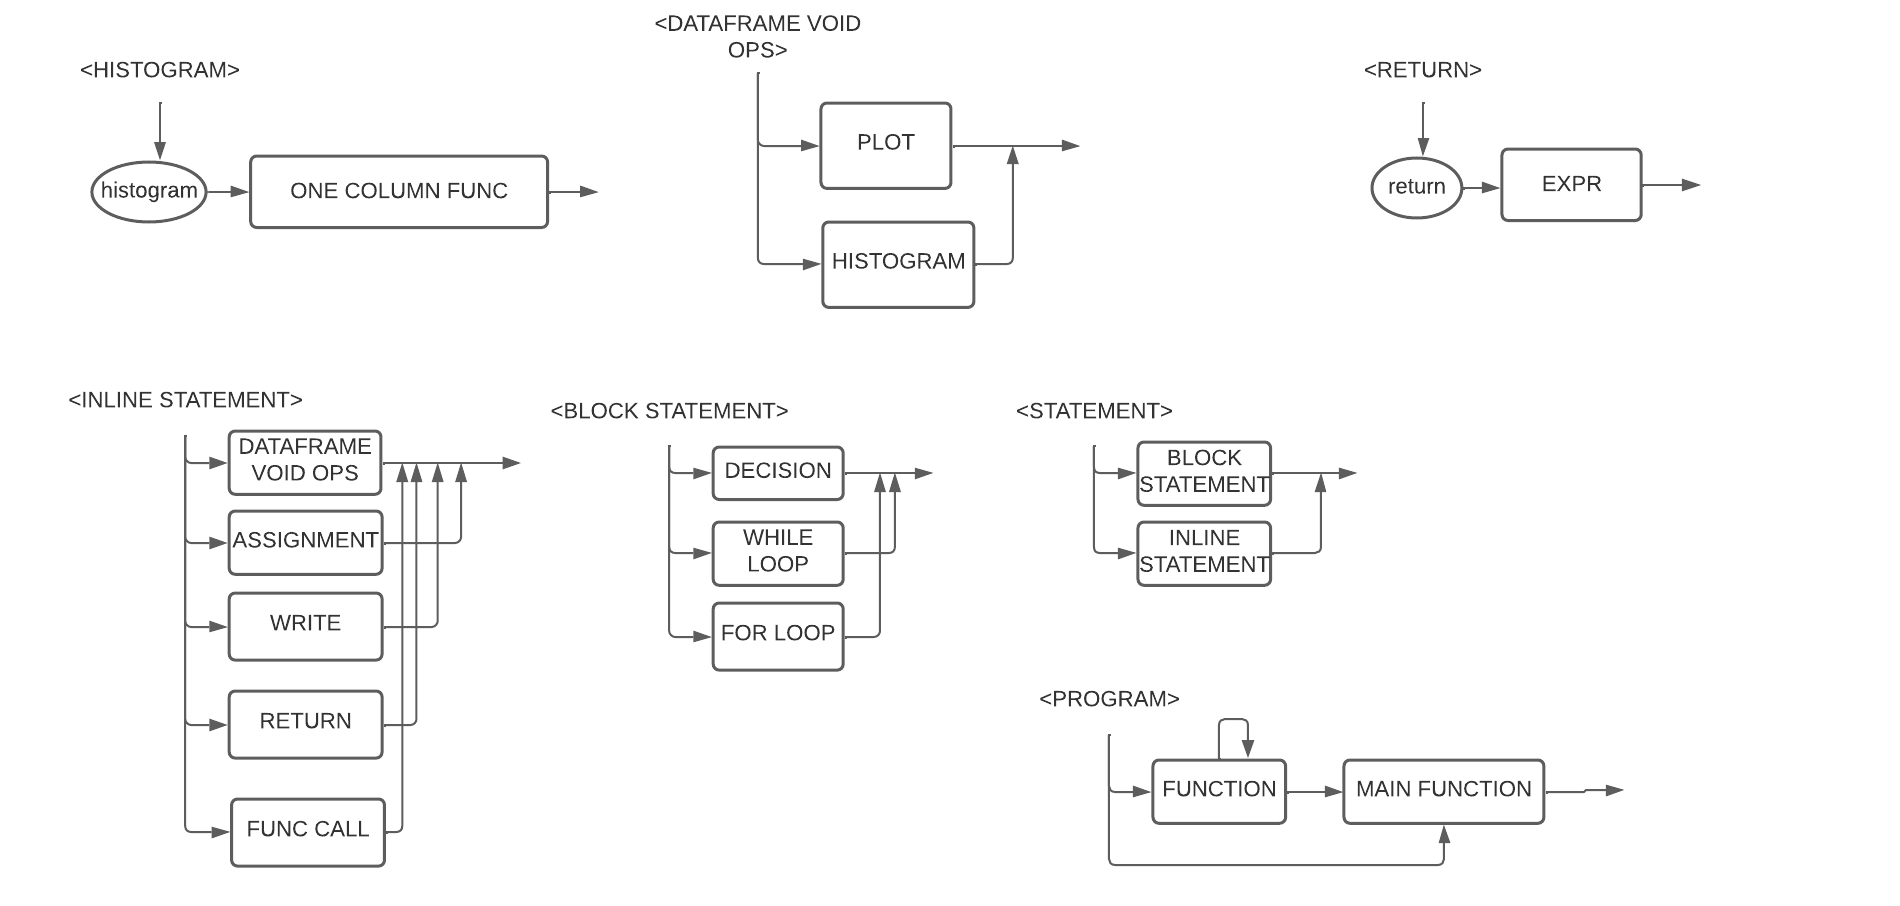 <DATAFRAME VOID
OPS>
<HISTOGRAM>
<RETURN>
PLOT
histogram
ONE COLUMN FUNC
return
EXPR
HISTOGRAM
<INLINE STATEMENT>
<BLOCK STATEMENT>
<STATEMENT>
DATAFRAME
VOID OPS
ASSIGNMENT
WRITE
RETURN
FUNC CALL
DECISION
WHILE
LOOP
FOR LOOP
BLOCK
STATEMENT
INLINE
STATEMENT
<PROGRAM>
FUNCTION
MAIN FUNCTION